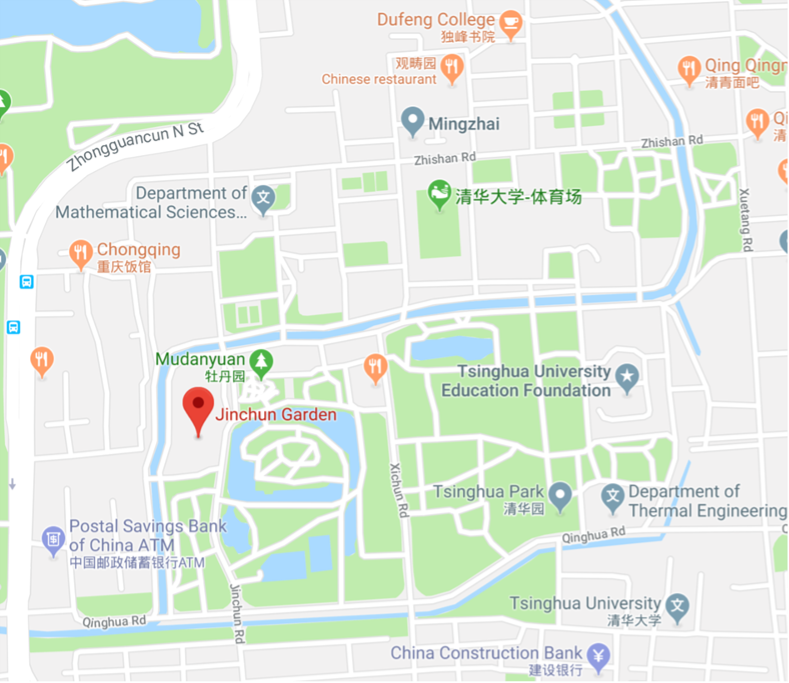 Dufeng College
独峰书院
观畴园
Chinese restaurant
Qing Qingr
清青面吧
Mingzhai
Qi
清
Zhongguancun N St
Zhishan Rd
Zhishan Rd
Department of
Mathematical Sciences...
清华大学-体育场
Xuetang Rd
Chongqing
重庆饭馆
Mudanyuan
牡丹园
Tsinghua University
Education Foundation
Jinchun Garden
Xichun Rd
Tsinghua Park
清华园
Department of
Thermal Engineering
Postal Savings Bank
of China ATM
中国邮政储蓄银行ATM
Qinghua Rd
Jinchun Rd
Qinghua Rd
Tsinghua University
清华大学
China Construction Bank
建设银行